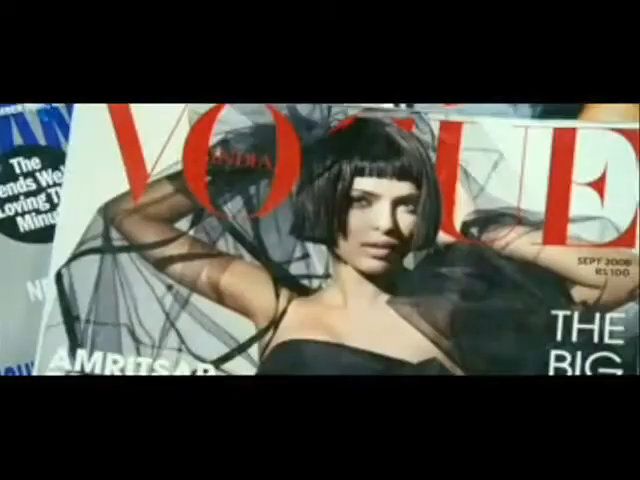 VOGUE
INDIA
The
ends We
Loving T
Minu
SEPT 2008
RS 100
THE
BIG
AMRITSAR